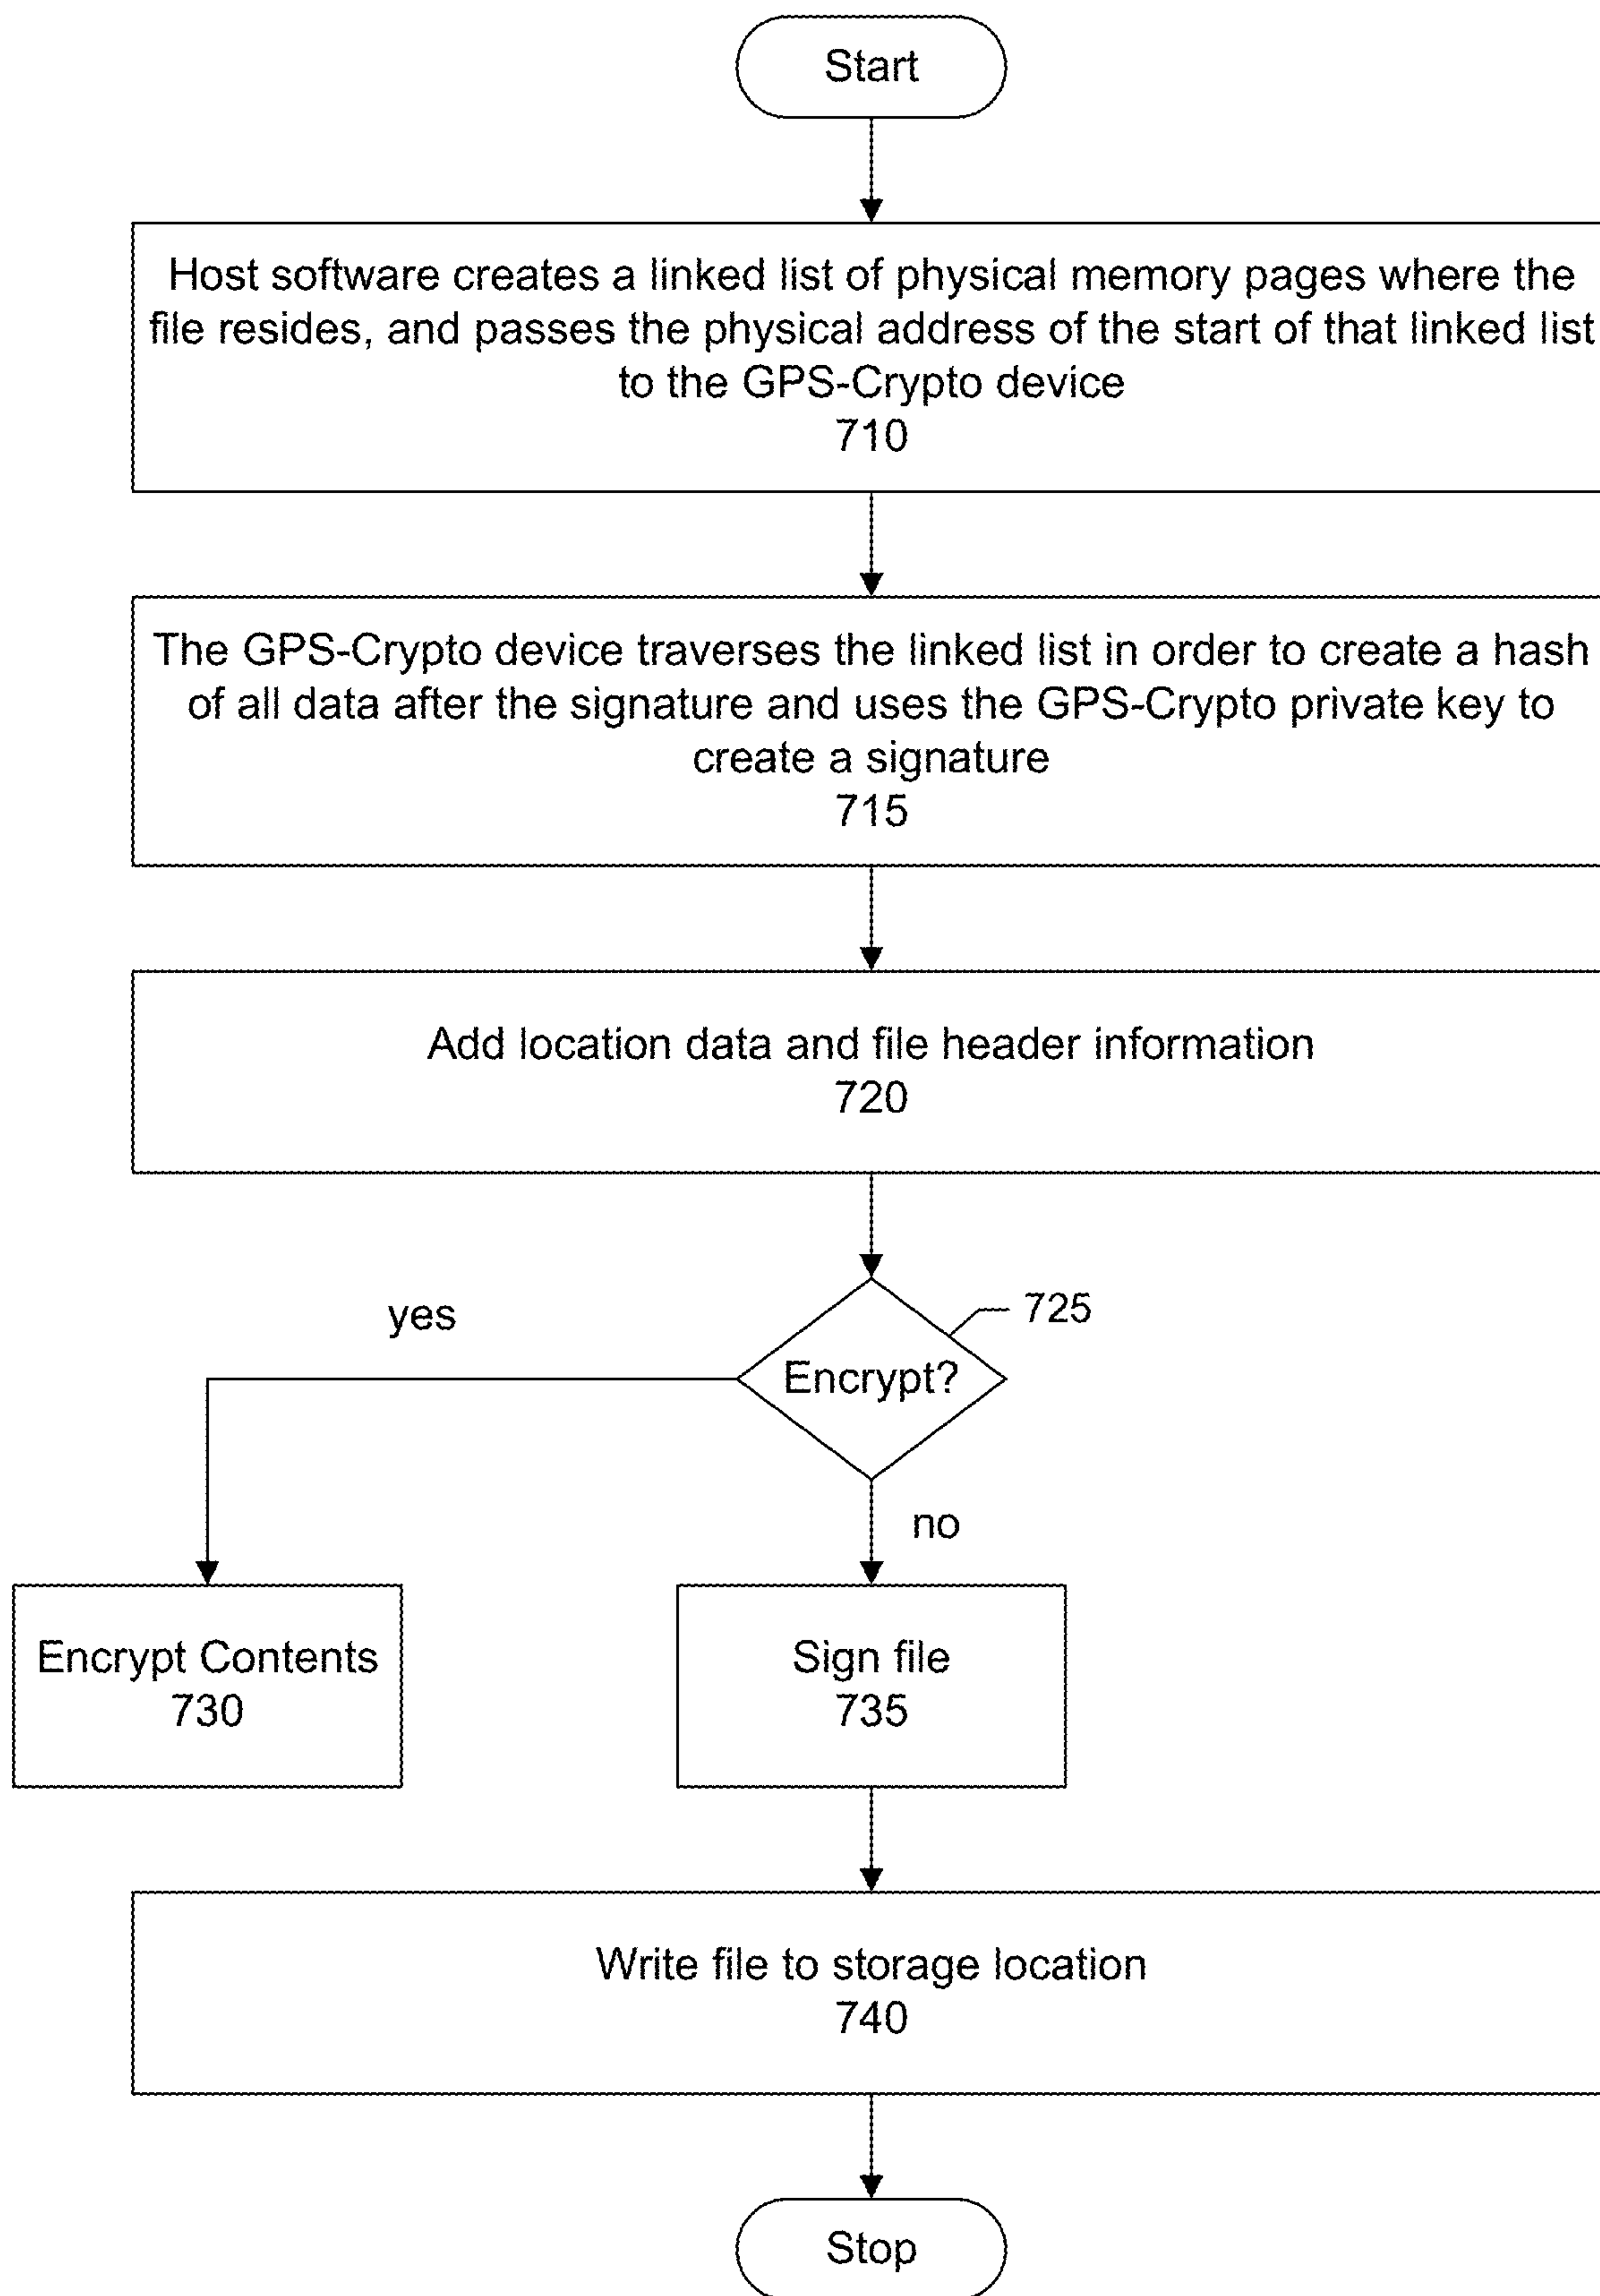 Start
Host software creates a linked list of physical memory pages where the
file resides, and passes the physical address of the start of that linked list
to the GPS-Crypto device
710
The GPS-Crypto device traverses the linked list in order to create a hash
of all data after the signature and uses the GPS-Crypto private key to
create a signature
715
Add location data and file header information
720
yes
725
Encrypt?
no
Encrypt Contents
730
Sign file
735
Write file to storage location
740
Stop